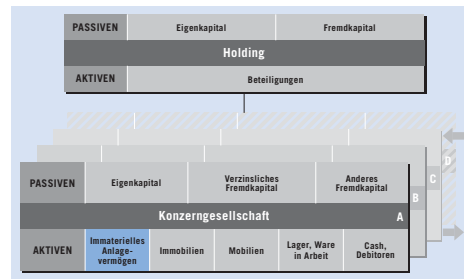 PASSIVEN Eigenkapital Fremdkapital
Holding
AKTIVEN Beteiligungen
D
C
B
PASSIVEN Eigenkapital Verzinsliches Fremdkapital Anderes Fremdkapital
Konzerngesellschaft A
AKTIVEN Immaterielles Anlage- vermögen Immobilien Mobilien Lager, Ware in Arbeit Cash, Debitoren